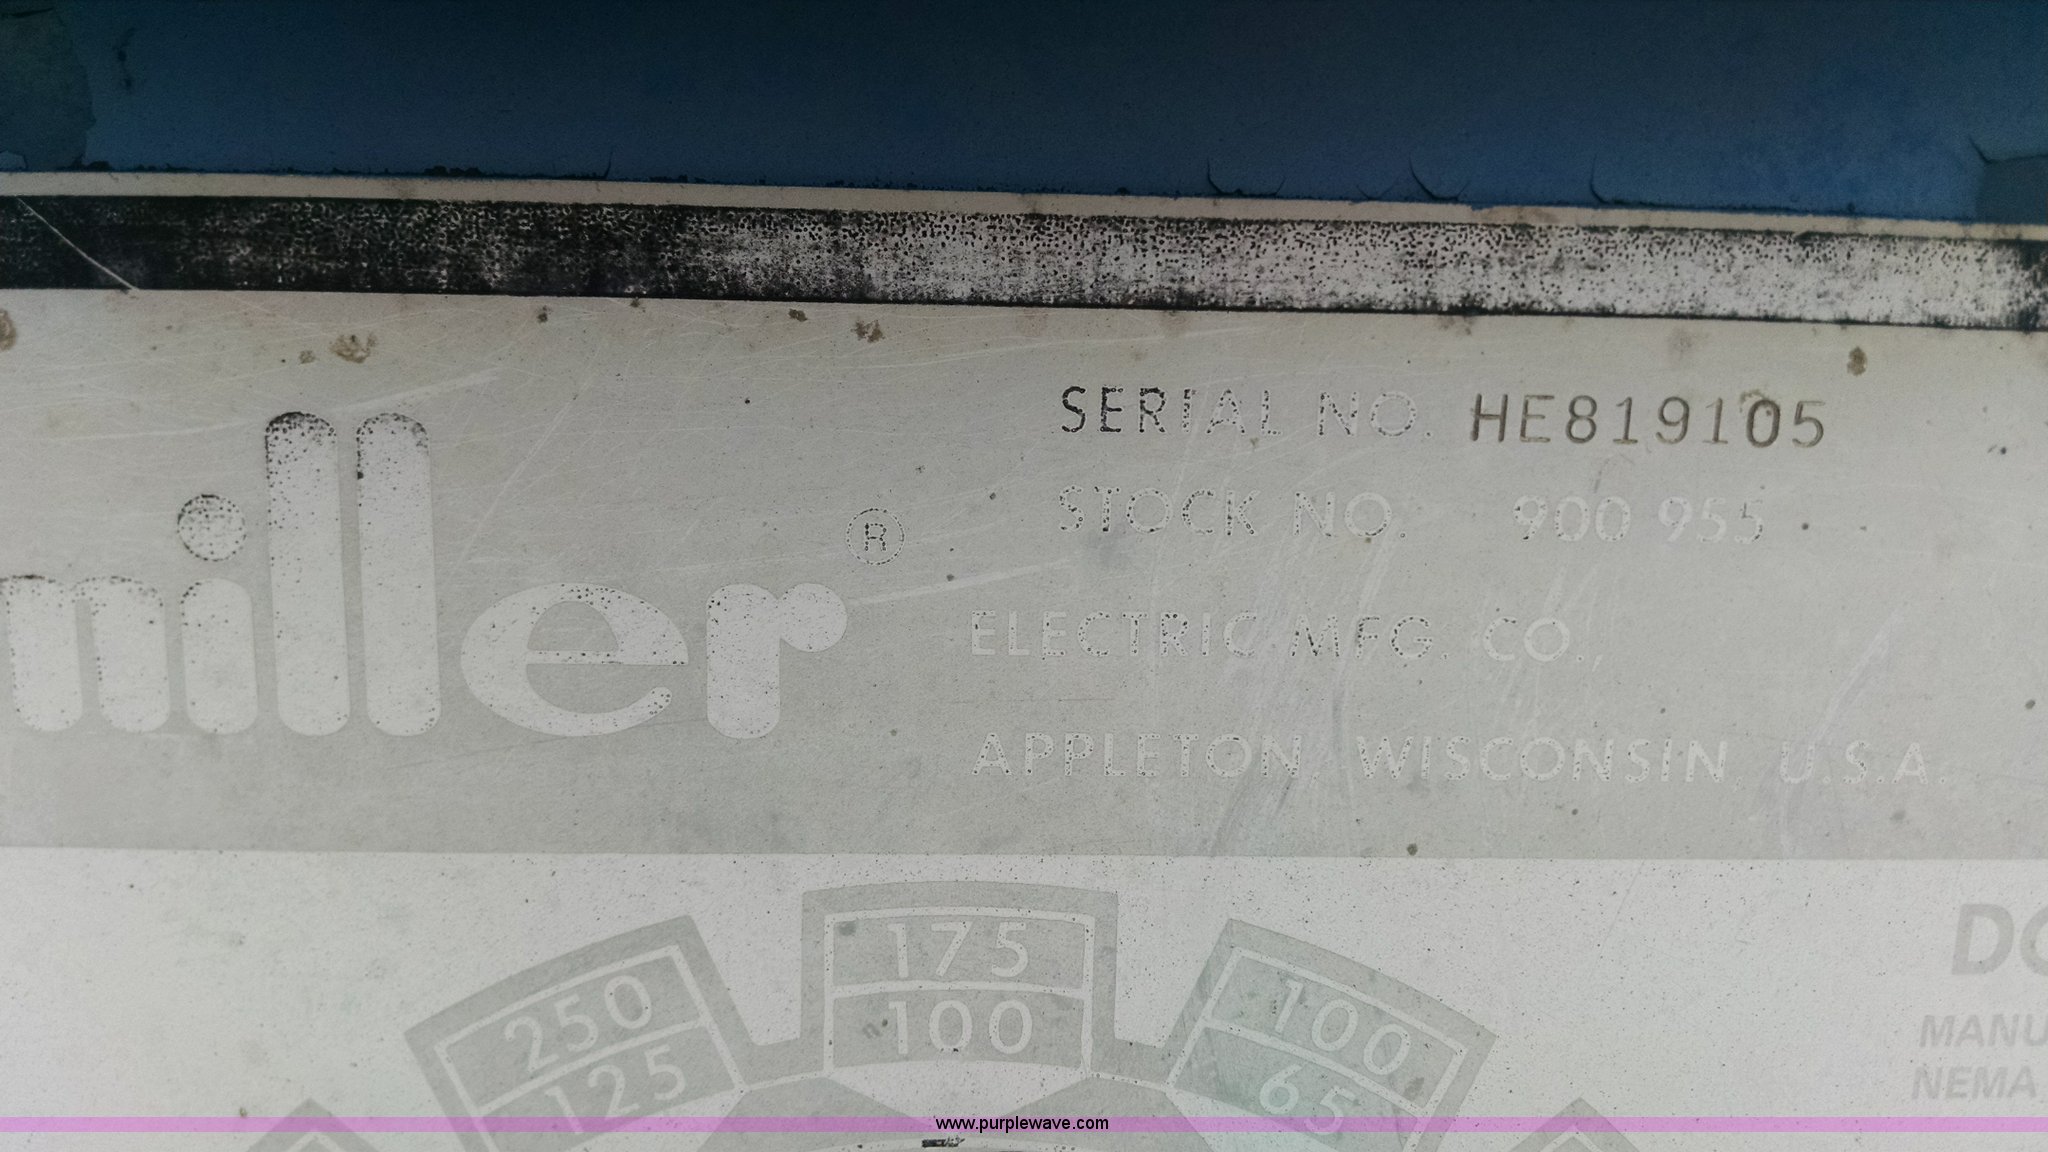 SERIAL NO. HE819105
miller®
STOCK NO. 900 955
ELECTRIC MFG. CO.,
APPLETON, WISCONSIN, U.S.A.
175
100
250
125
100
65
NEMA
www.purplewave.com